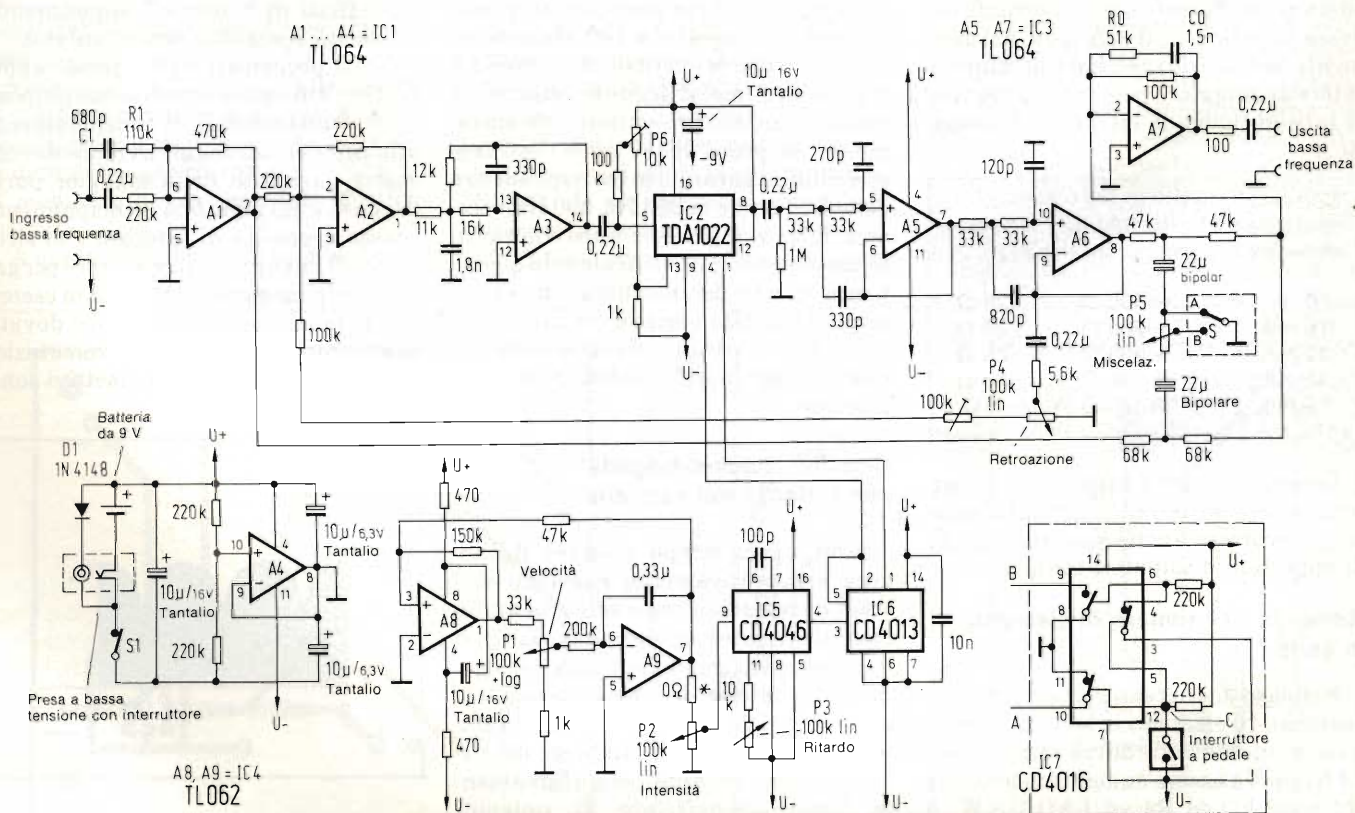 A1 ... A4 = IC1
TL064
A5 ... A7 = IC3
TL064
R0
51k
C0
1,5n
100k
2
3
A7
1
100
0,22µ
Uscita
bassa
frequenza
680p
C1
R1
110k
470k
0,22µ
220k
6
5
A1
7
Ingresso
bassa frequenza
U-
220k
220k
2
3
A2
1
11k
12k
16k
1,8n
330p
13
12
A3
14
0,22µ
100
k
P6
10k
U+
10µ 16V
Tantalio
-9V
16
5
IC2
TDA1022
8
12
13
9
4
1
1k
U-
0,22µ
1M
33k
33k
270p
330p
U+
5
6
A5
4
7
11
U-
33k
33k
120p
10
9
A6
8
820p
0,22µ
5,6k
P4
100k
lin
100k
Retroazione
47k
47k
22µ
bipolar
P5
100k
lin
Miscelaz.
A
B
S
22µ
Bipolare
68k
68k
100k
Batteria
da 9 V
D1
1N4148
S1
Presa a bassa
tensione con interruttore
10µ/16V
Tantalio
U+
220k
220k
10
9
A4
4
8
11
U-
10µ/6,3V
Tantalio
10µ/6,3V
Tantalio
A8, A9 = IC4
TL062
U+
470
150k
47k
3
2
A8
8
1
4
33k
Velocità
P1
100k
+log
10µ/16V
Tantalio
470
U-
1k
200k
0,33µ
6
5
A9
7
0Ω
*
P2
100k
lin
Intensità
100p
U+
6
7
16
9
IC5
CD4046
4
3
11
8
5
10
k
P3
100k lin
Ritardo
U-
U+
5
2
1
14
IC6
CD4013
3
4
6
7
10n
U-
14
U+
B
9
8
11
10
A
6
4
3
5
12
7
220k
220k
C
Interruttore
a pedale
IC7
CD4016
U-